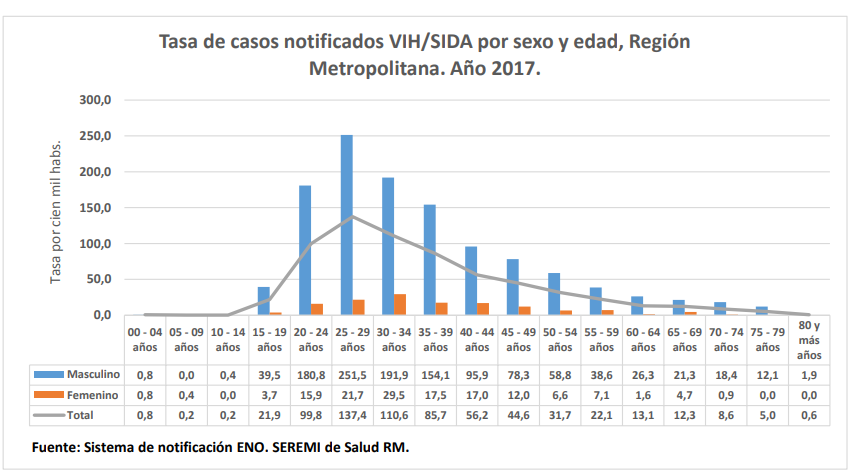 Tasa de casos notificados VIH/SIDA por sexo y edad, Región
Metropolitana. Año 2017.
Tasa por cien mil habs.
300,0
250,0
200,0
150,0
100,0
50,0
0,0
00 - 04 años 05 - 09 años 10 - 14 años 15 - 19 años 20 - 24 años 25 - 29 años 30 - 34 años 35 - 39 años 40 - 44 años 45 - 49 años 50 - 54 años 55 - 59 años 60 - 64 años 65 - 69 años 70 - 74 años 75 - 79 años 80 y más años
Masculino 0,8 0,0 0,4 39,5 180,8 251,5 191,9 154,1 95,9 78,3 58,8 38,6 26,3 21,3 18,4 12,1 1,9
Femenino 0,8 0,4 0,0 3,7 15,9 21,7 29,5 17,5 17,0 12,0 6,6 7,1 1,6 4,7 0,9 0,0 0,0
Total 0,8 0,2 0,2 21,9 99,8 137,4 110,6 85,7 56,2 44,6 31,7 22,1 13,1 12,3 8,6 5,0 0,6
Fuente: Sistema de notificación ENO. SEREMI de Salud RM.